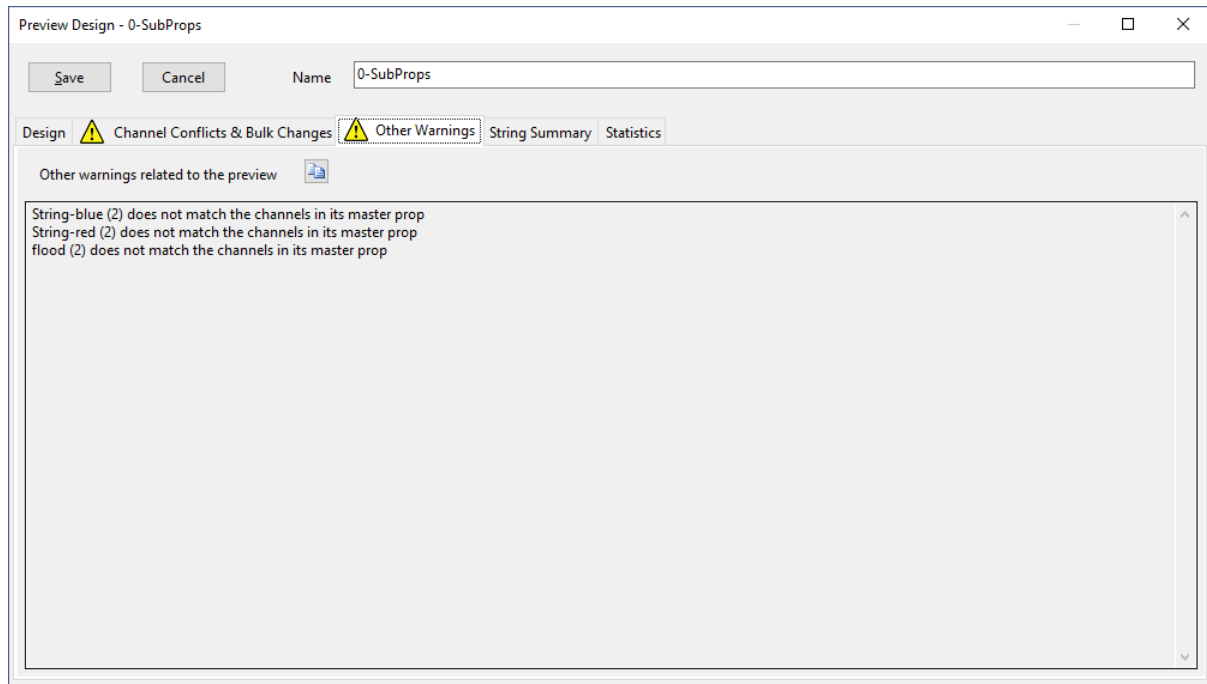 Preview Design - 0-SubProps
Save Cancel Name 0-SubProps
Design Channel Conflicts & Bulk Changes Other Warnings String Summary Statistics
Other warnings related to the preview
String-blue (2) does not match the channels in its master prop
String-red (2) does not match the channels in its master prop
flood (2) does not match the channels in its master prop